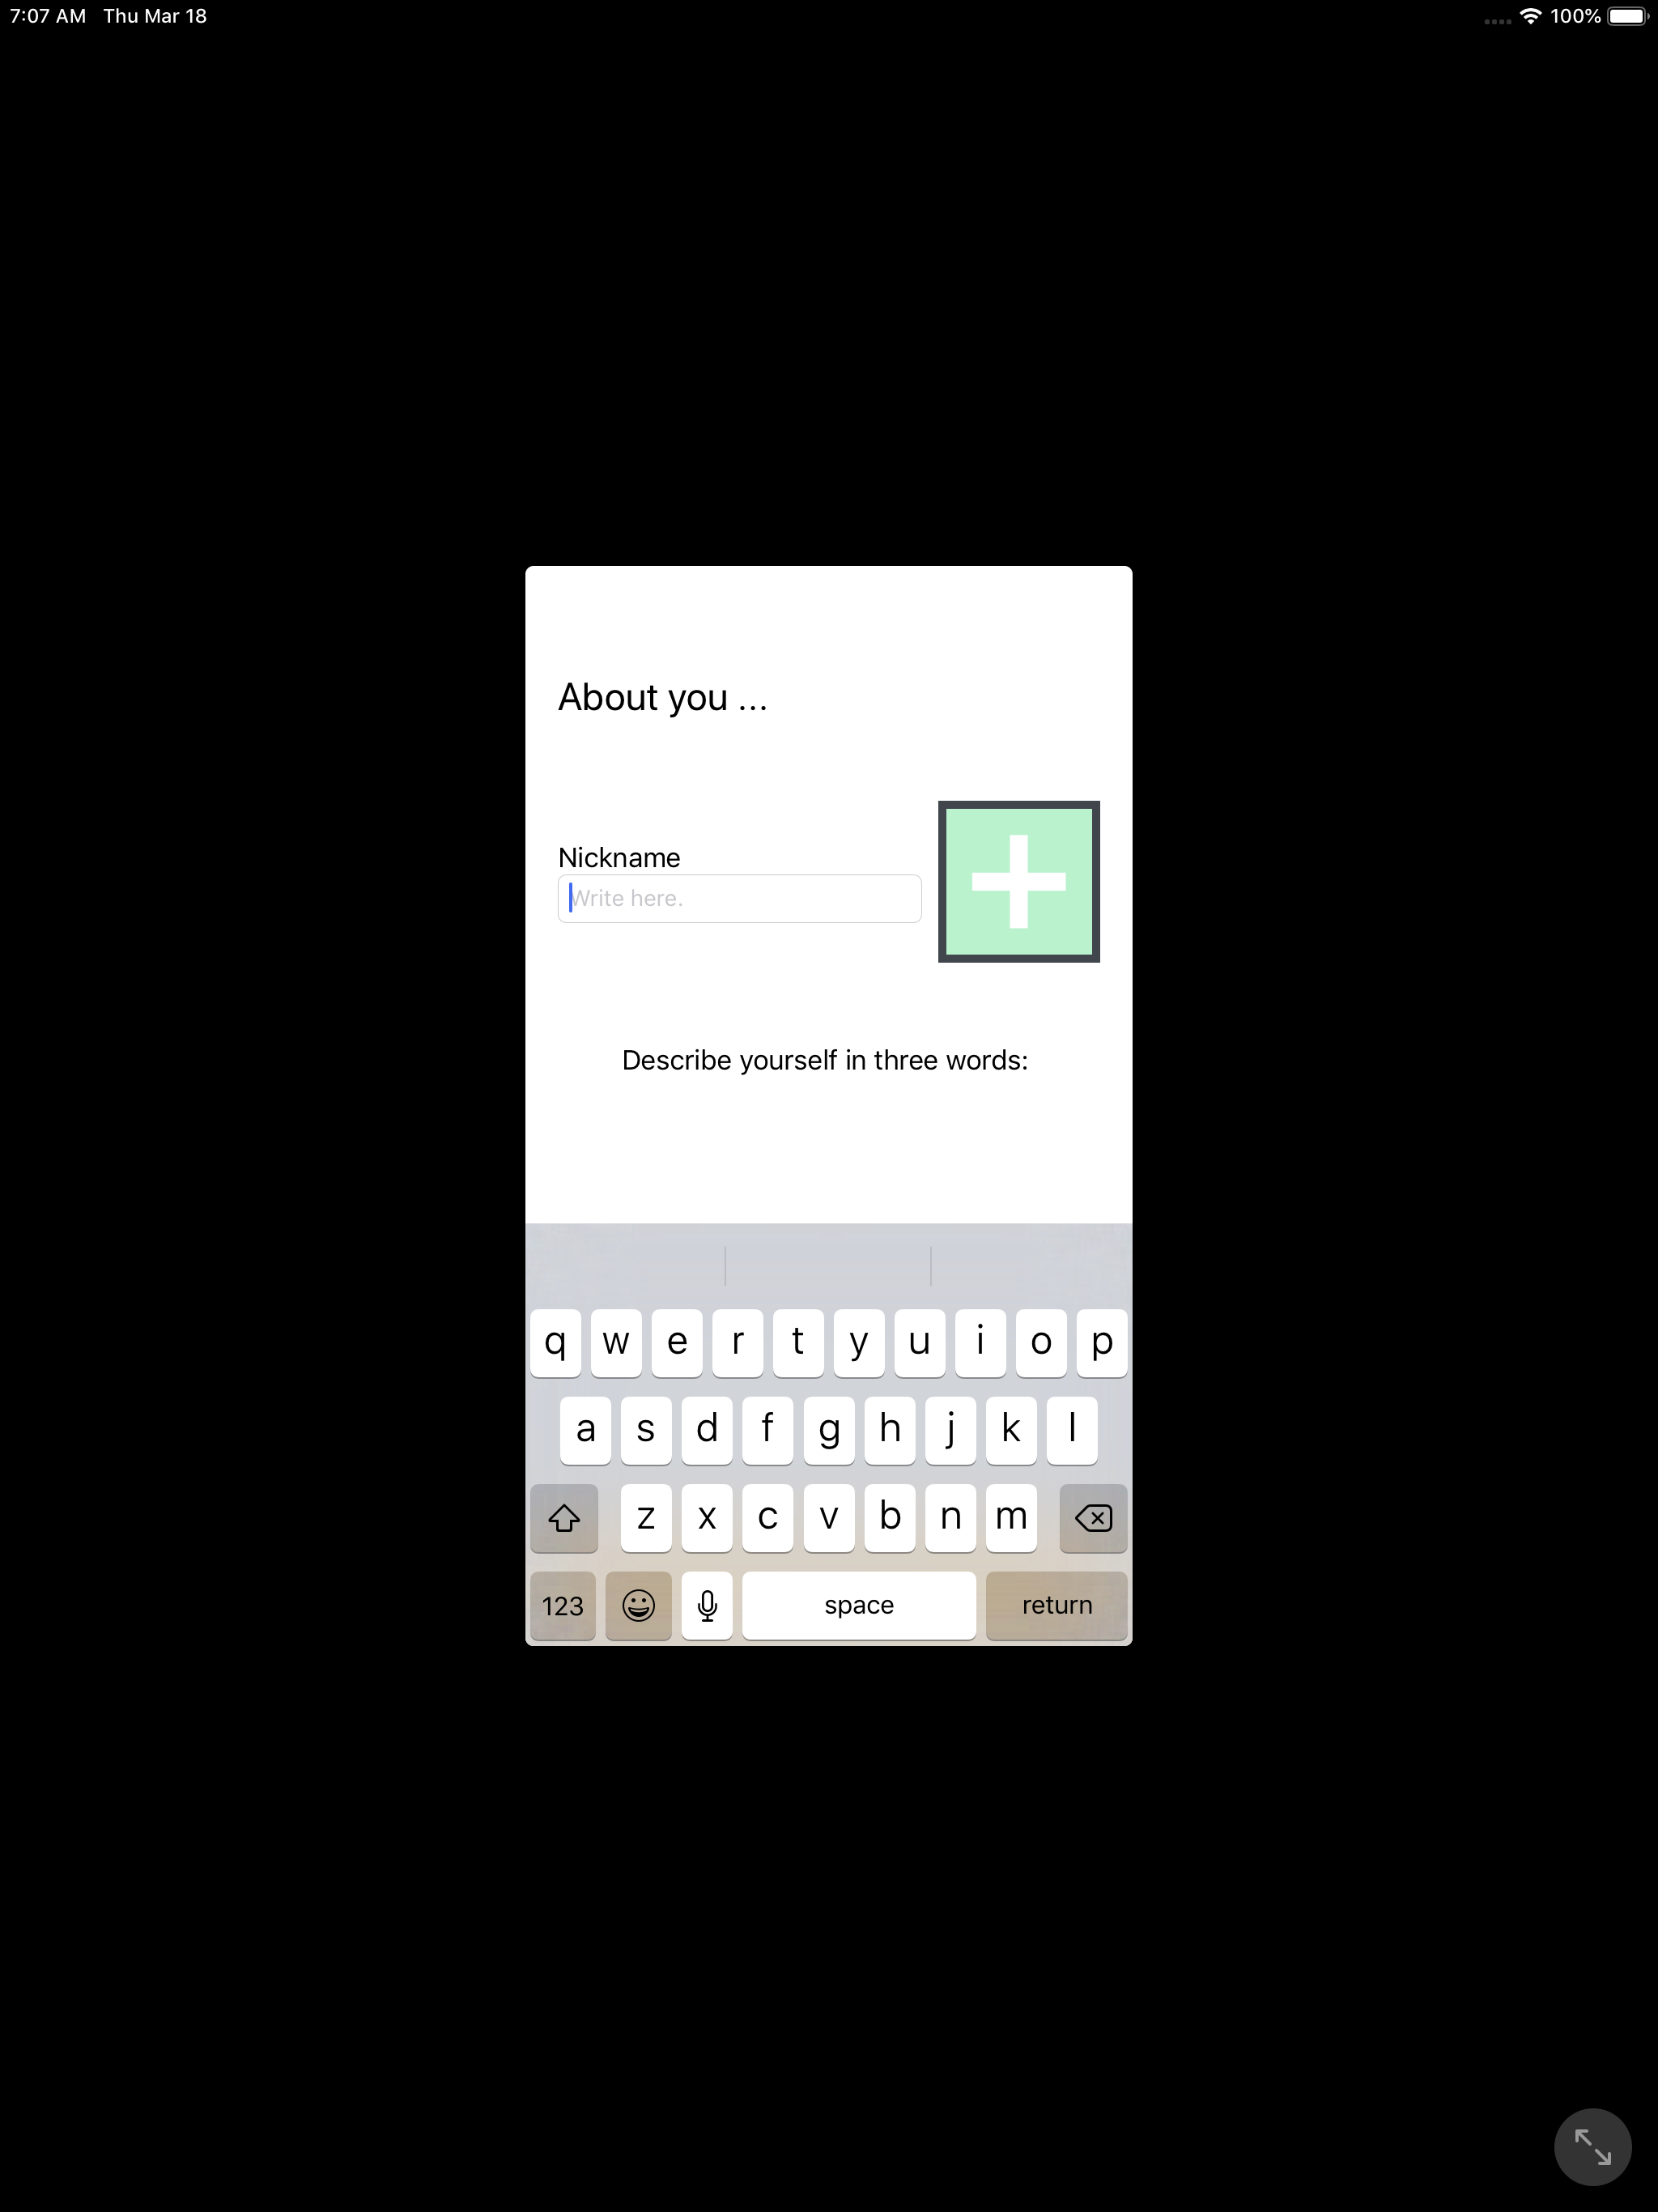 7:07 AM Thu Mar 18 100%
About you ...
Nickname
Write here.
Describe yourself in three words:
q w e r t y u i o p
a s d f g h j k l
z x c v b n m
123 space return